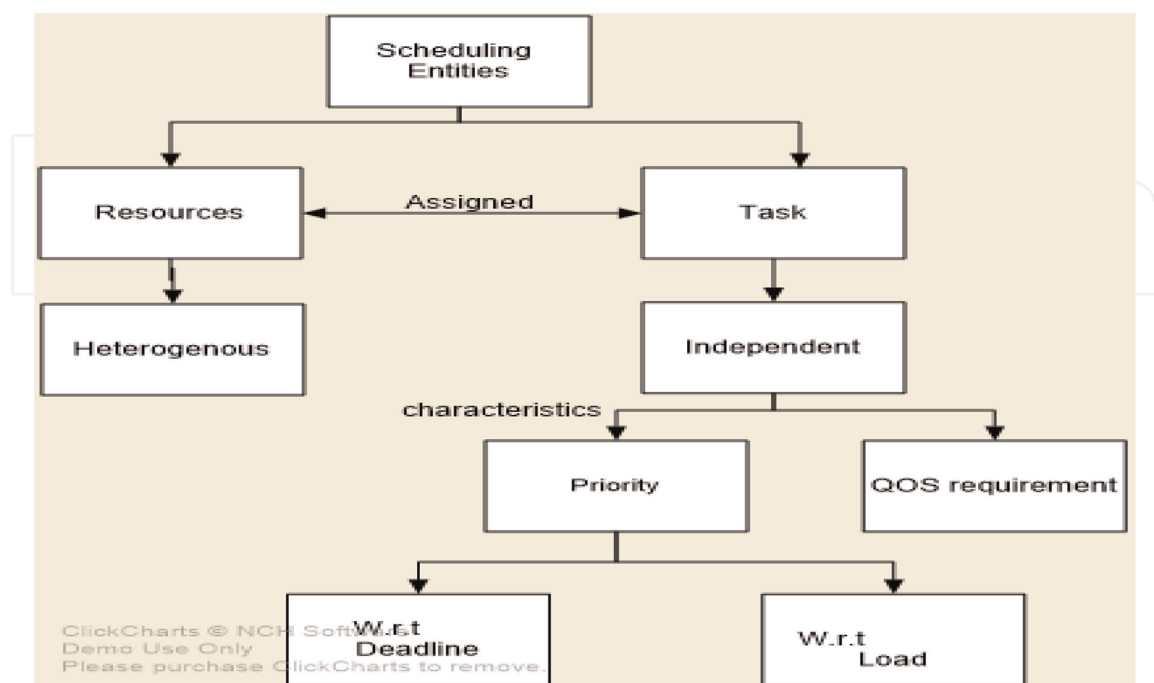 Scheduling
Entities
Resources
Assigned
Task
Heterogenous
Independent
characteristics
Priority
QOS requirement
ClickCharts © NCH Software
Demo Use Only
Please purchase ClickCharts to remove.
W.r.t
Deadline
W.r.t
Load